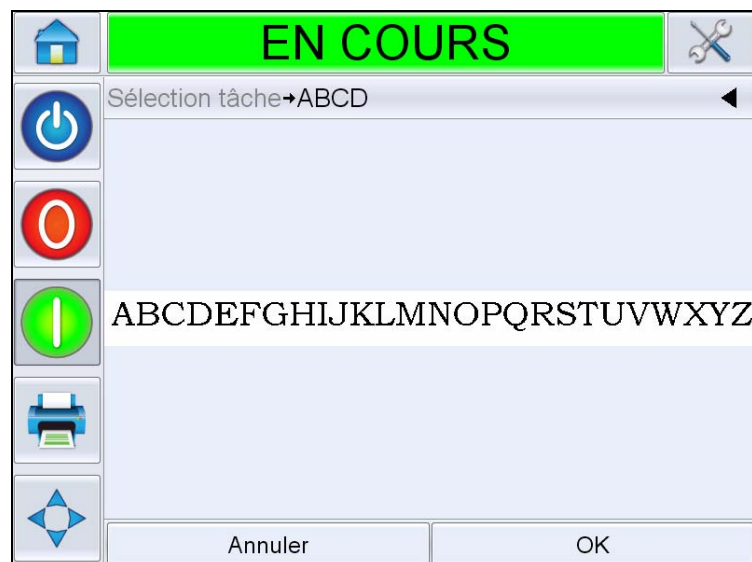 EN COURS
Sélection tâche→ABCD
ABCDEFGHIJKLMNOPQRSTUVWXYZ
Annuler
OK